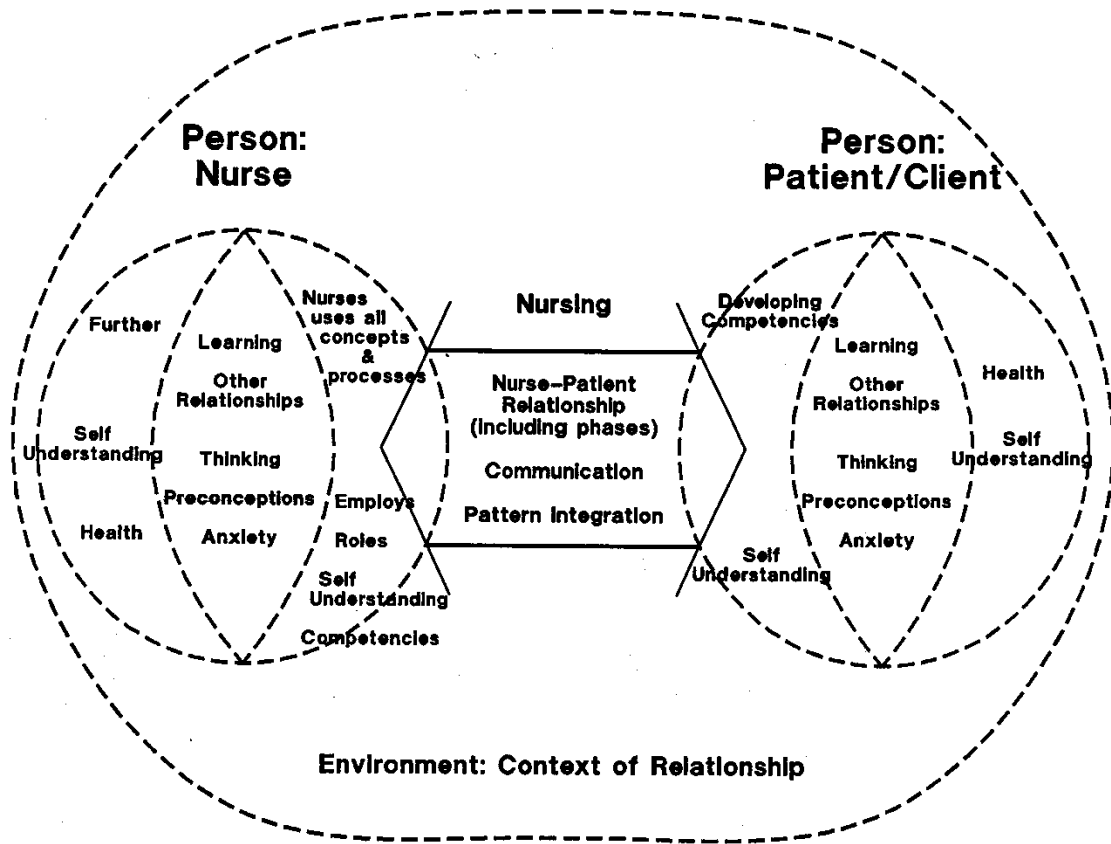 Person:
Nurse
Person:
Patient/Client
Further
Self
Understanding
Health
Learning
Other
Relationships
Thinking
Preconceptions
Anxiety
Nurses
uses all
concepts
&
processes
Employs
Roles
Self
Understanding
Competencies
Nursing
Nurse-Patient
Relationship
(including phases)
Communication
Pattern Integration
Developing
Competencies
Self
Understanding
Learning
Other
Relationships
Thinking
Preconceptions
Anxiety
Health
Self
Understanding
Environment: Context of Relationship